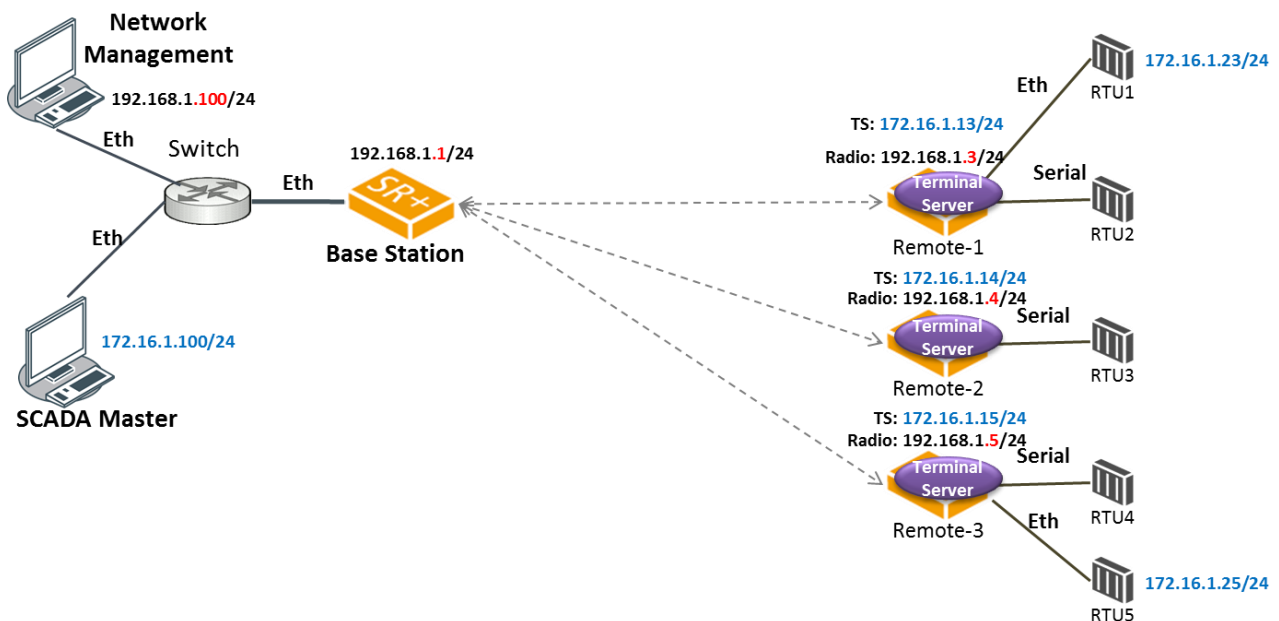 Network
Management
192.168.1.100/24
Eth
Switch
Eth
192.168.1.1/24
SR+
Base Station
Eth
172.16.1.100/24
SCADA Master
TS: 172.16.1.13/24
Radio: 192.168.1.3/24
Terminal
Server
Remote-1
Eth
172.16.1.23/24
RTU1
Serial
RTU2
TS: 172.16.1.14/24
Radio: 192.168.1.4/24
Terminal
Server
Remote-2
Serial
RTU3
TS: 172.16.1.15/24
Radio: 192.168.1.5/24
Terminal
Server
Remote-3
Serial
RTU4
Eth
172.16.1.25/24
RTU5